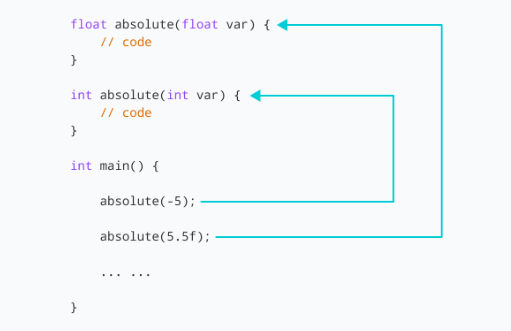 float absolute(float var) {
// code
}
int absolute(int var) {
// code
}
int main() {
absolute(-5);
absolute(5.5f);
... ...
}